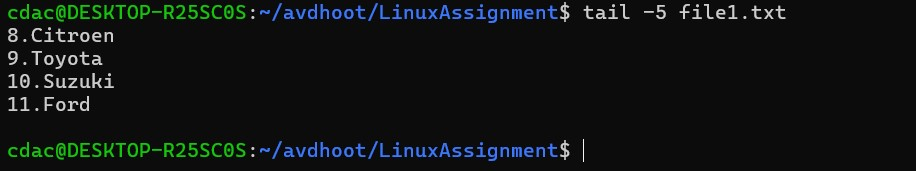 cdac@DESKTOP-R25SC0S:~/avdhoot/LinuxAssignment$ tail -5 file1.txt
8.Citroen
9.Toyota
10.Suzuki
11.Ford
cdac@DESKTOP-R25SC0S:~/avdhoot/LinuxAssignment$